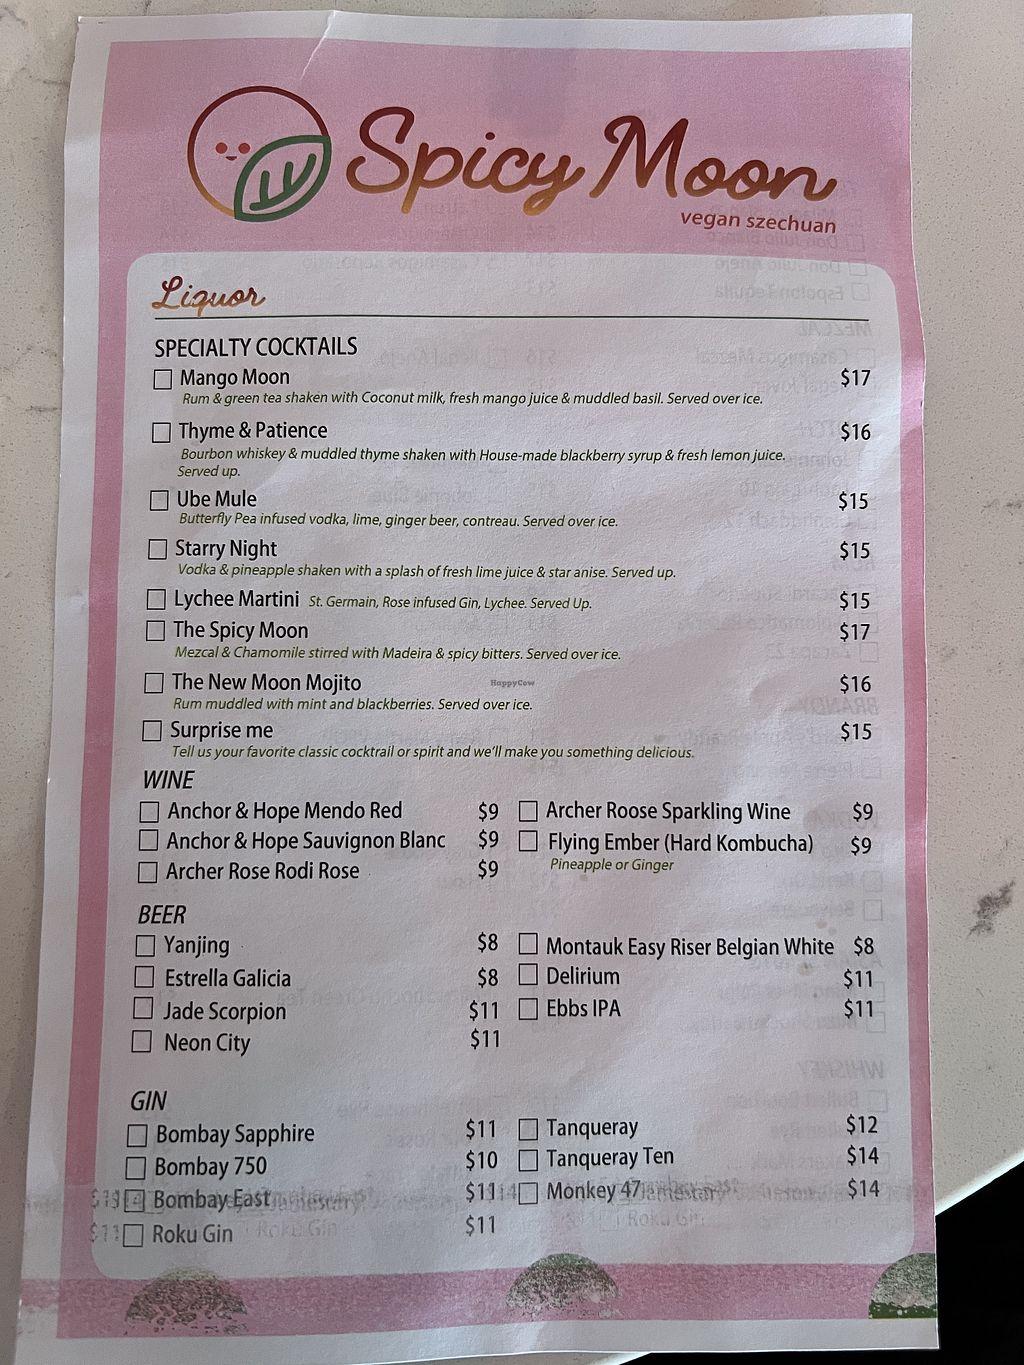 Spicy Moon
vegan szechuan
Liquor
SPECIALTY COCKTAILS
Mango Moon $17
Rum & green tea shaken with Coconut milk, fresh mango juice & muddled basil. Served over ice.
Thyme & Patience $16
Bourbon whiskey & muddled thyme shaken with House-made blackberry syrup & fresh lemon juice.
Served up.
Ube Mule $15
Butterfly Pea infused vodka, lime, ginger beer, contreau. Served over ice.
Starry Night $15
Vodka & pineapple shaken with a splash of fresh lime juice & star anise. Served up.
Lychee Martini St. Germain, Rose infused Gin, Lychee. Served Up. $15
The Spicy Moon $17
Mezcal & Chamomile stirred with Madeira & spicy bitters. Served over ice.
The New Moon Mojito $16
HappyCow
Rum muddled with mint and blackberries. Served over ice.
Surprise me $15
Tell us your favorite classic cocktrail or spirit and we'll make you something delicious.
WINE
Anchor & Hope Mendo Red $9 Archer Roose Sparkling Wine $9
Anchor & Hope Sauvignon Blanc $9 Flying Ember (Hard Kombucha) $9
Pineapple or Ginger
Archer Rose Rodi Rose $9
BEER
Yanjing $8 Montauk Easy Riser Belgian White $8
Estrella Galicia $8 Delirium $11
Jade Scorpion $11 Ebbs IPA $11
Neon City $11
GIN
Bombay Sapphire $11 Tanqueray $12
Bombay 750 $10 Tanqueray Ten $14
Bombay East $11 Monkey 47 $14
Roku Gin $11